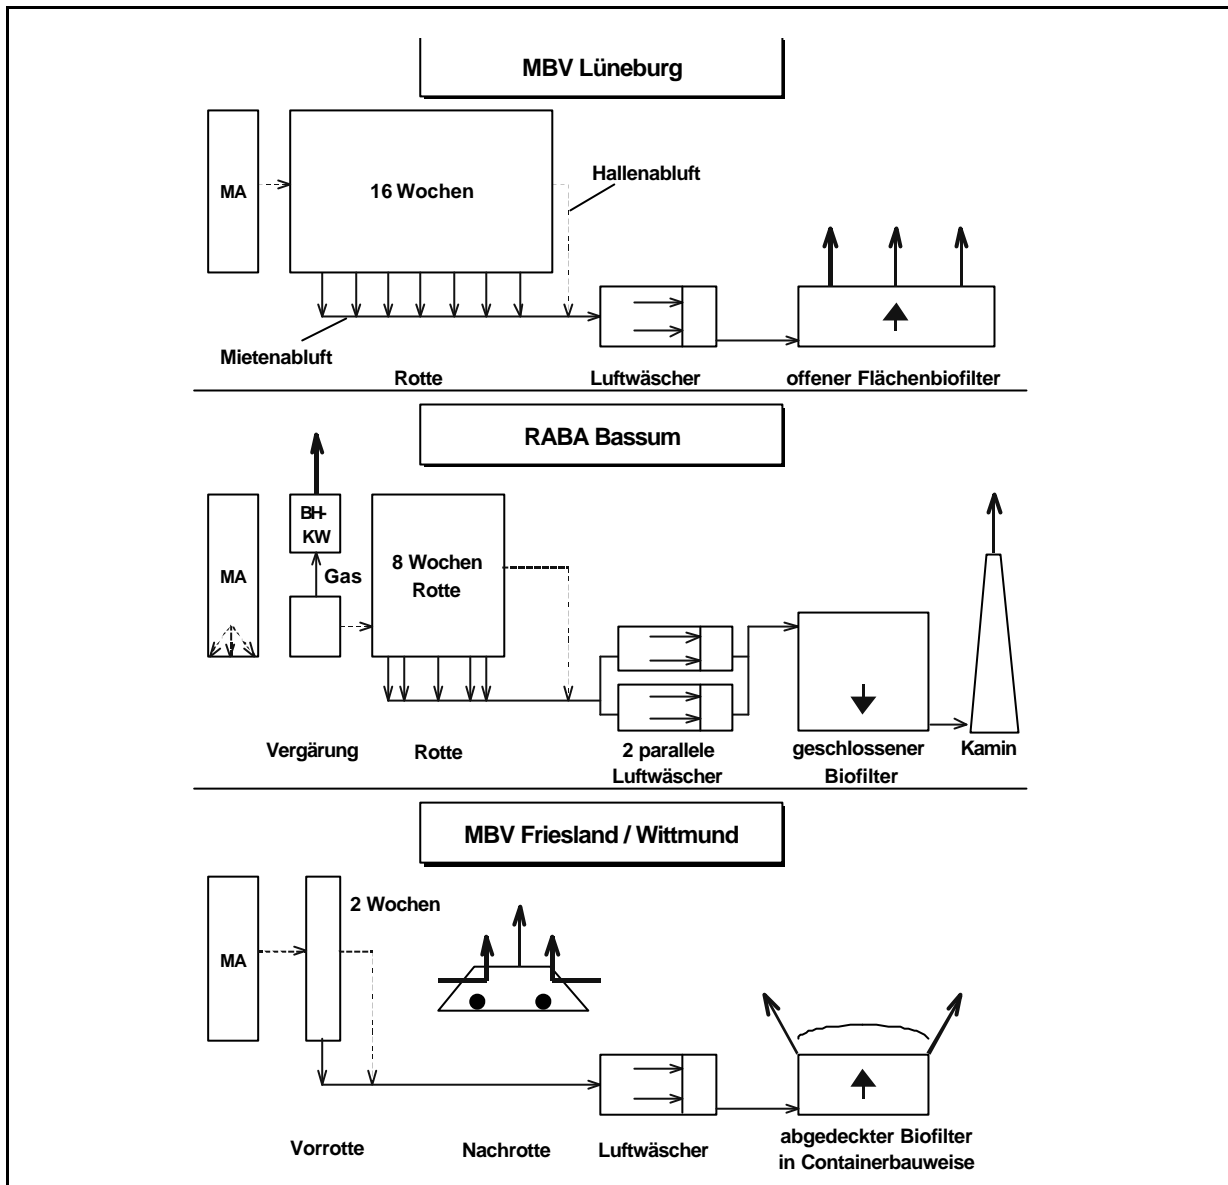 MBV Lüneburg
MA
16 Wochen
Hallenabluft
Mietenabluft
Rotte
Luftwäscher
offener Flächenbiofilter
RABA Bassum
MA
BH-
KW
Gas
8 Wochen
Rotte
Vergärung
Rotte
2 parallele
Luftwäscher
geschlossener
Biofilter
Kamin
MBV Friesland / Wittmund
MA
2 Wochen
Vorrotte
Nachrotte
Luftwäscher
abgedeckter Biofilter
in Containerbauweise